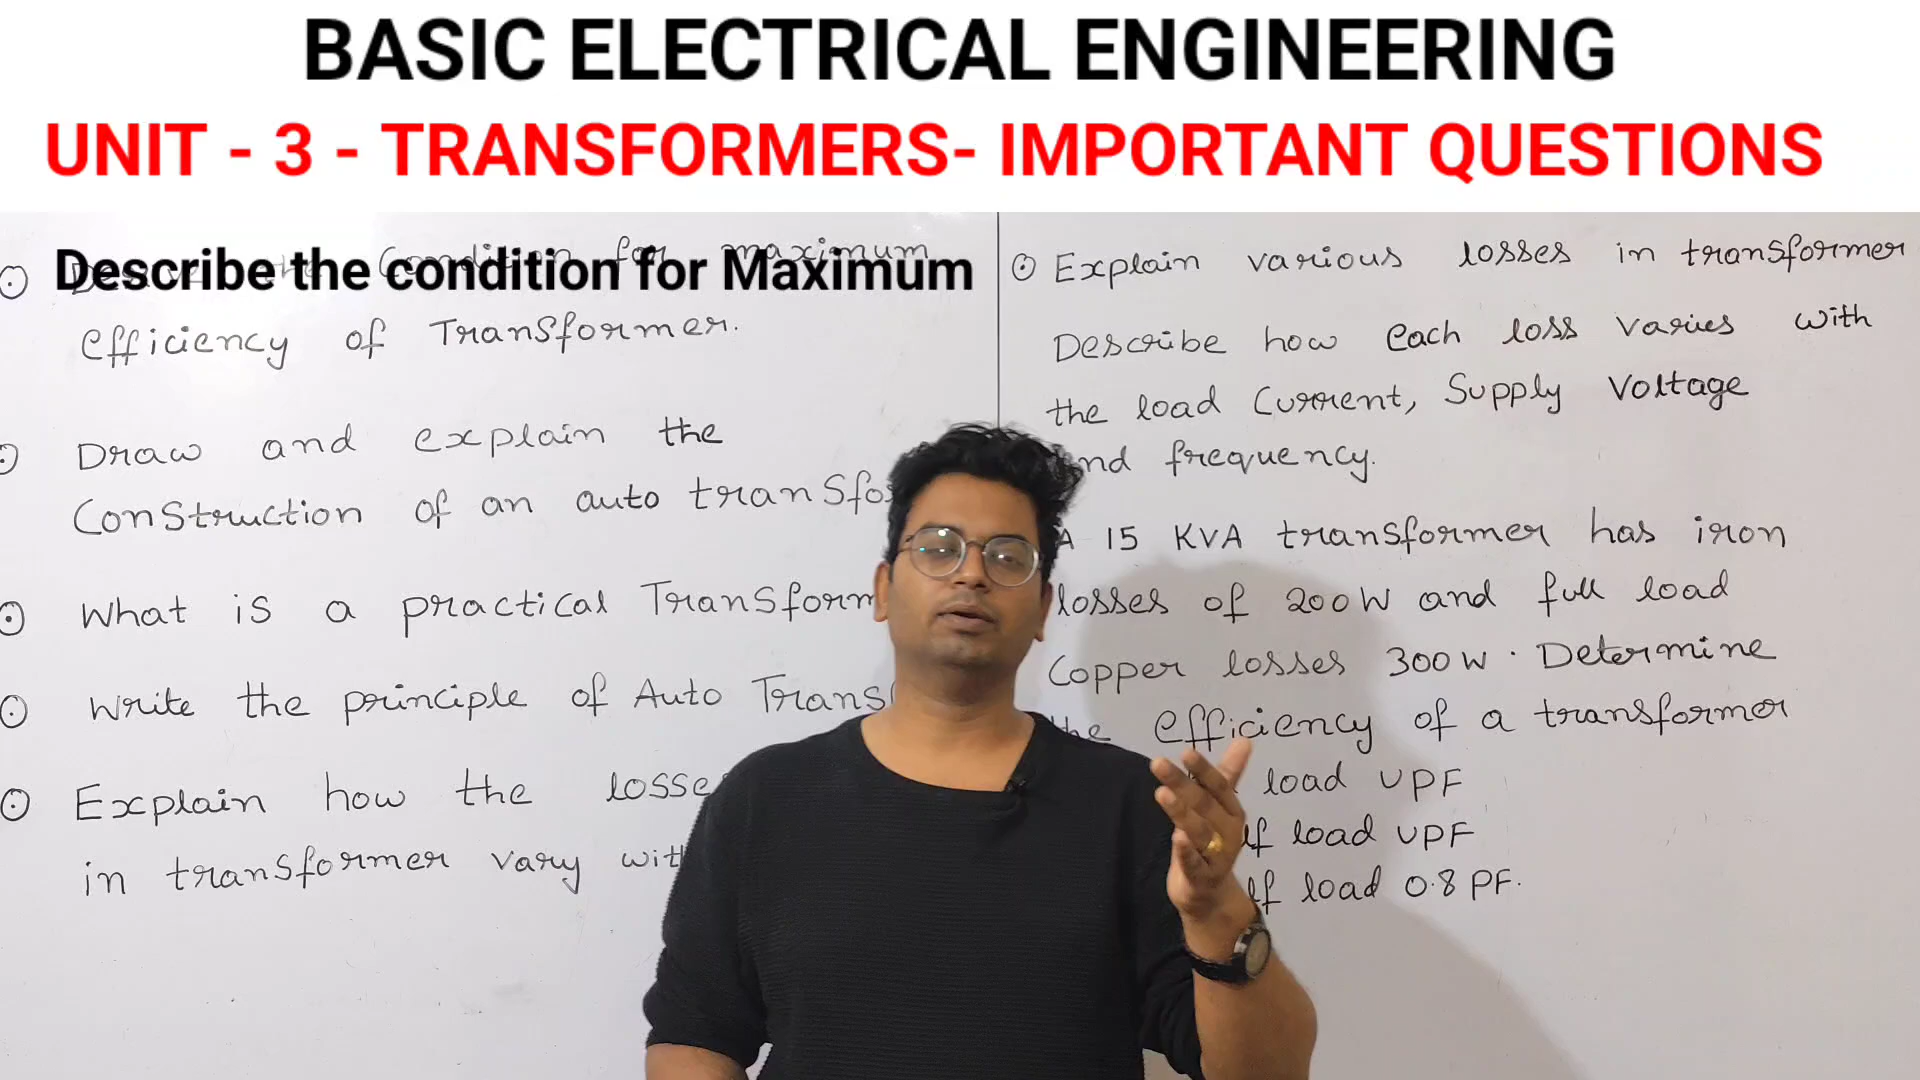 BASIC ELECTRICAL ENGINEERING
UNIT - 3 - TRANSFORMERS- IMPORTANT QUESTIONS
Describe the condition for Maximum
efficiency of Transformer.
Draw and explain the
Construction of an auto transfo
What is a practical Transform
Write the principle of Auto Trans
Explain how the losse
in transformer vary wit
Explain various losses in transformer
Describe how each loss varies with
the load Current, Supply Voltage
nd frequency.
A 15 KVA transformer has iron
losses of 200W and full load
Copper losses 300W. Determine
the efficiency of a transformer
load UPF
lf load UPF
lf load 0.8 PF.